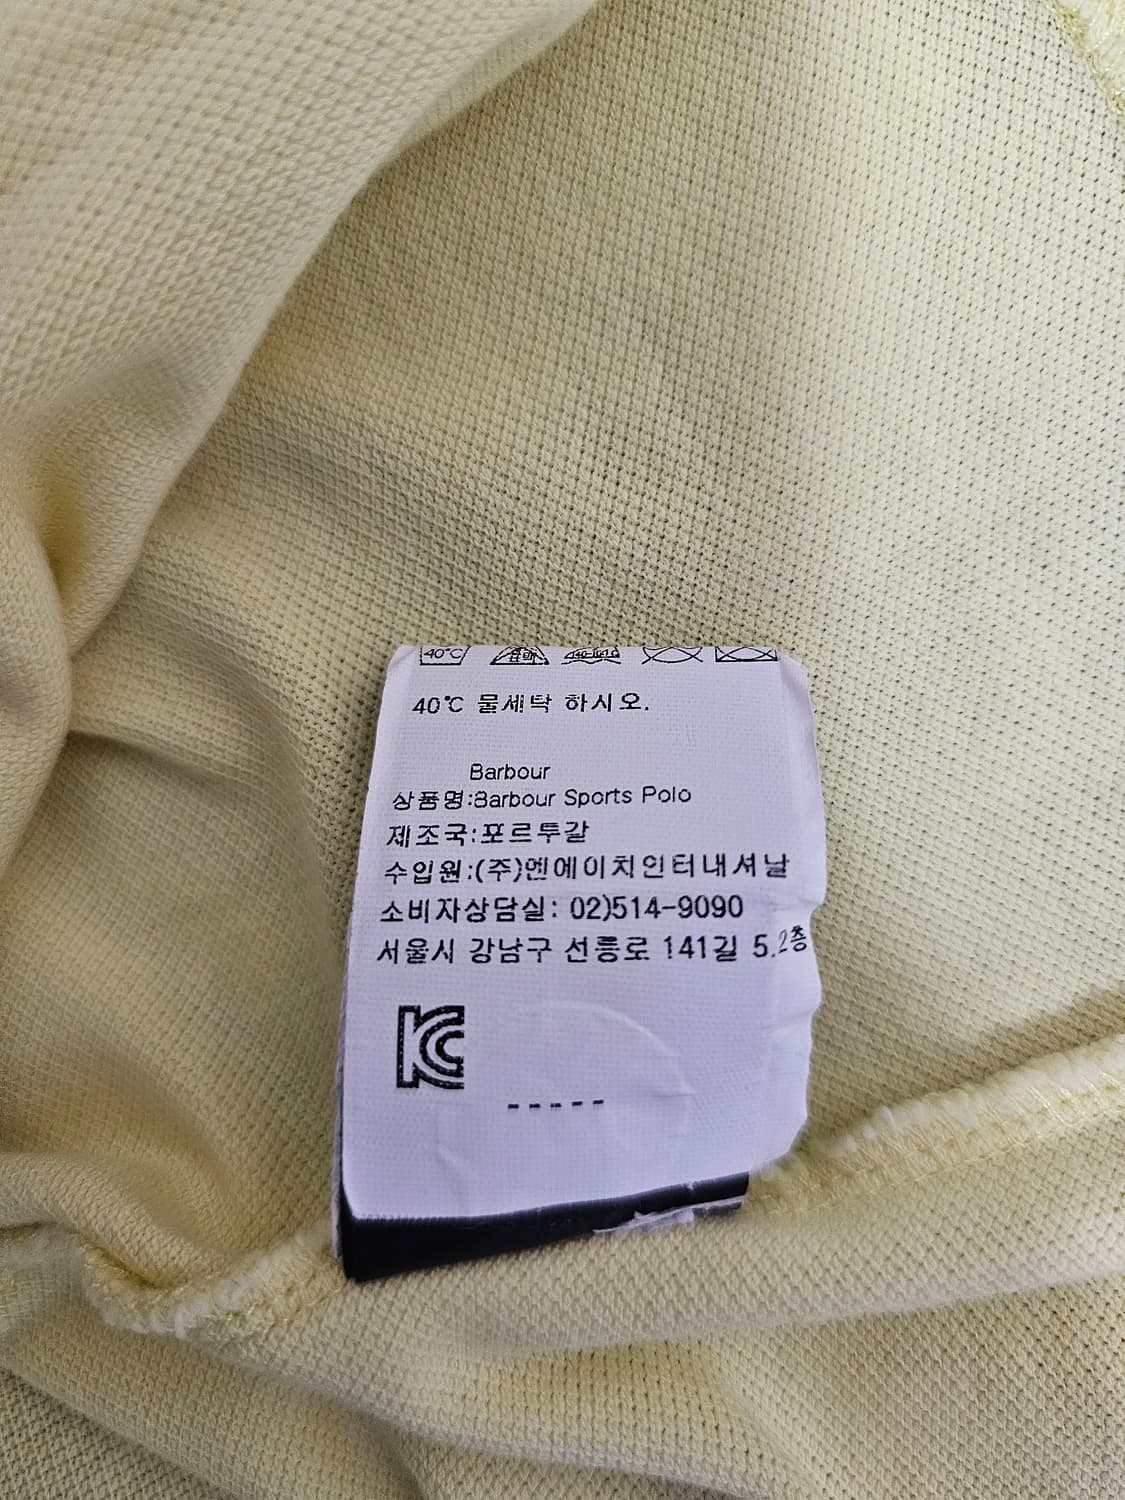 40°C
40℃ 물세탁 하시오.
Barbour
상품명:Barbour Sports Polo
제조국:포르투갈
수입원:(주)엔에이치인터내셔날
소비자상담실: 02)514-9090
서울시 강남구 선릉로 141길 5,2층
KC
-----